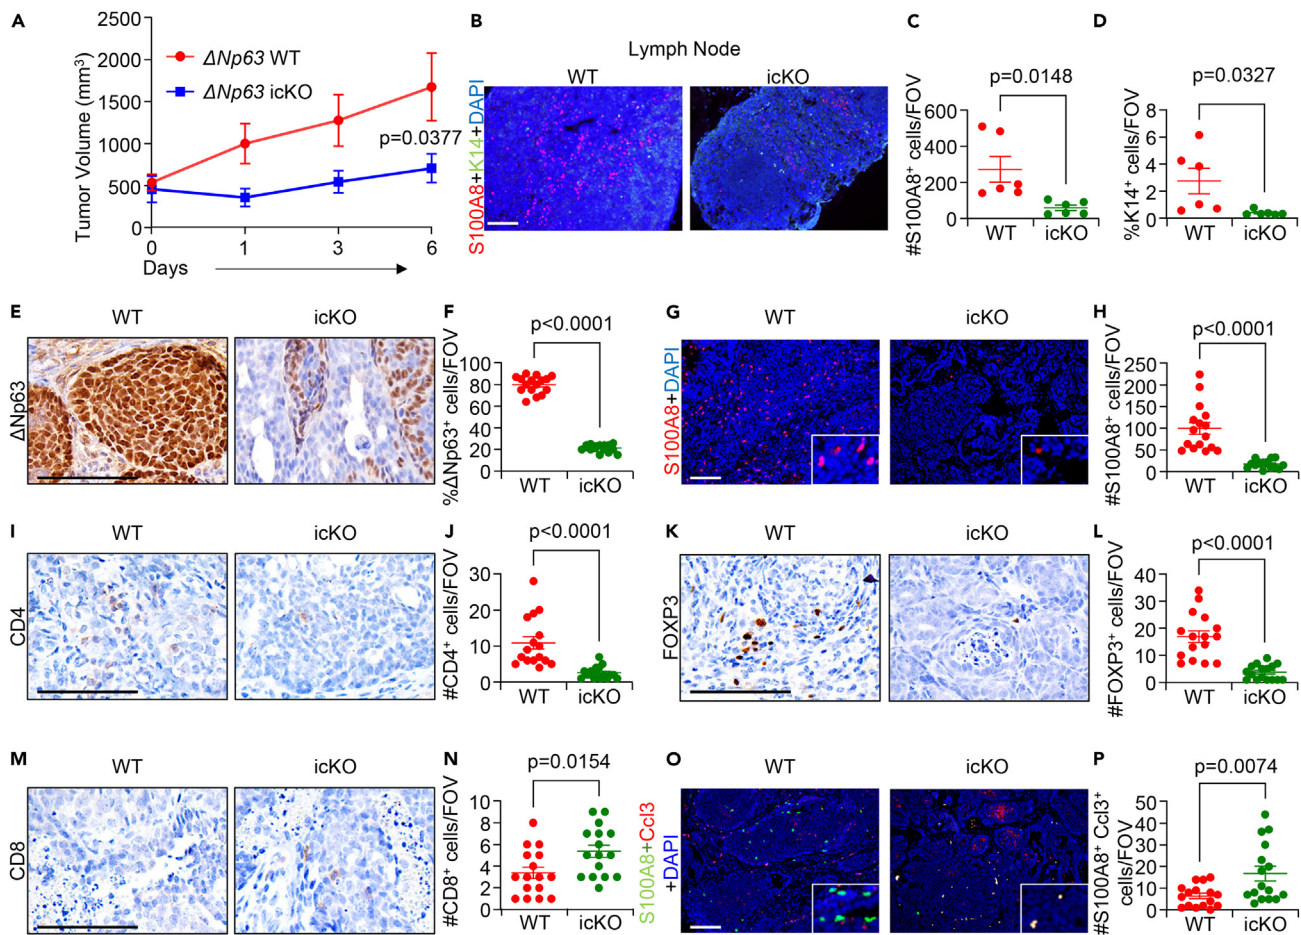 A
2500
2000
1500
1000
500
0
Tumor Volume (mm³)
ΔNp63 WT
ΔNp63 icKO
p=0.0377
0 1 3 6
Days
B
Lymph Node
WT icKO
S100A8+K14+DAPI
C
p=0.0148
600
400
200
0
#S100A8⁺ cells/FOV
WT icKO
D
p=0.0327
8
6
4
2
0
%K14⁺ cells/FOV
WT icKO
E
WT icKO
ΔNp63
F
p<0.0001
100
80
60
40
20
0
%ΔNp63⁺ cells/FOV
WT icKO
G
WT icKO
S100A8+DAPI
H
p<0.0001
250
200
150
100
50
0
#S100A8⁺ cells/FOV
WT icKO
I
WT icKO
CD4
J
p<0.0001
30
20
10
0
#CD4⁺ cells/FOV
WT icKO
K
WT icKO
FOXP3
L
p<0.0001
40
30
20
10
0
#FOXP3⁺ cells/FOV
WT icKO
M
WT icKO
CD8
N
p=0.0154
10
8
6
4
2
0
#CD8⁺ cells/FOV
WT icKO
O
WT icKO
S100A8+Ccl3
+DAPI
P
p=0.0074
50
40
30
20
10
0
#S100A8⁺ Ccl3⁺
cells/FOV
WT icKO